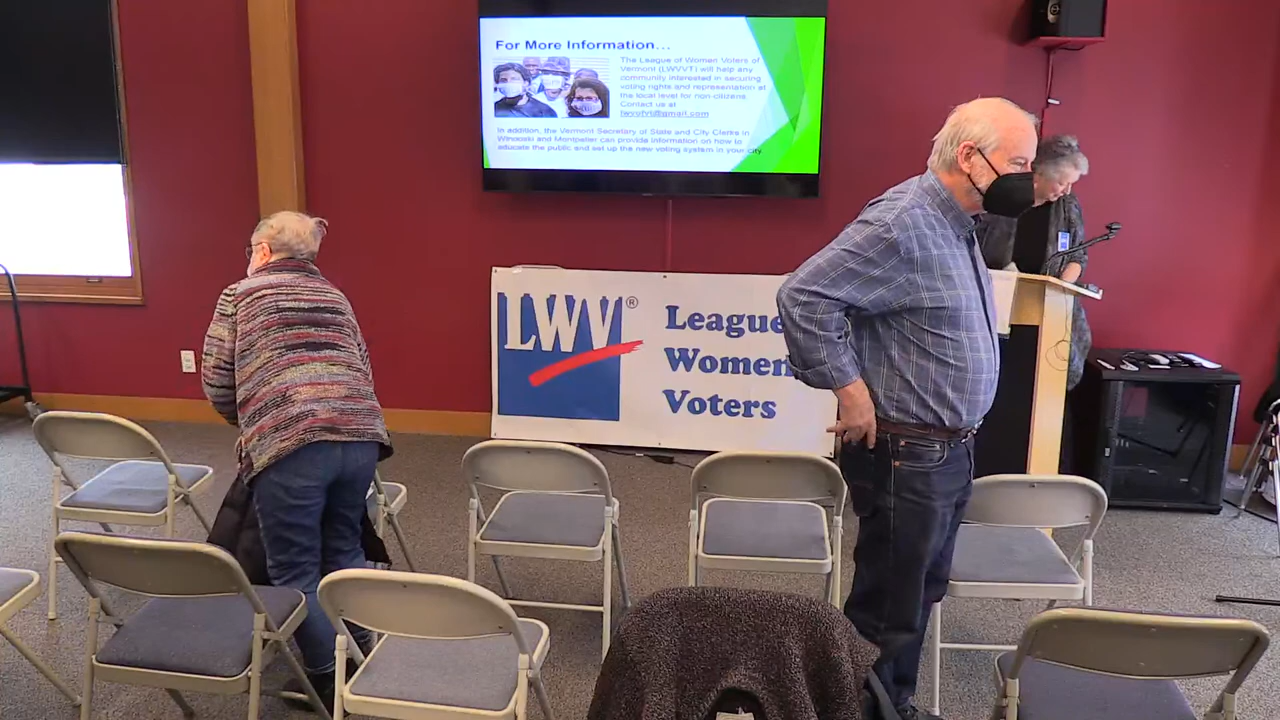 For More Information…
The League of Women Voters of
Vermont (LWVVT) will help any
community interested in securing
voting rights and representation at
the local level for non-citizens.
Contact us at
lwvofvt@gmail.com
In addition, the Vermont Secretary of State and City Clerks in
Winooski and Montpelier can provide information on how to
educate the public and set up the new voting system in your city.
LWV®
League
Women
Voters